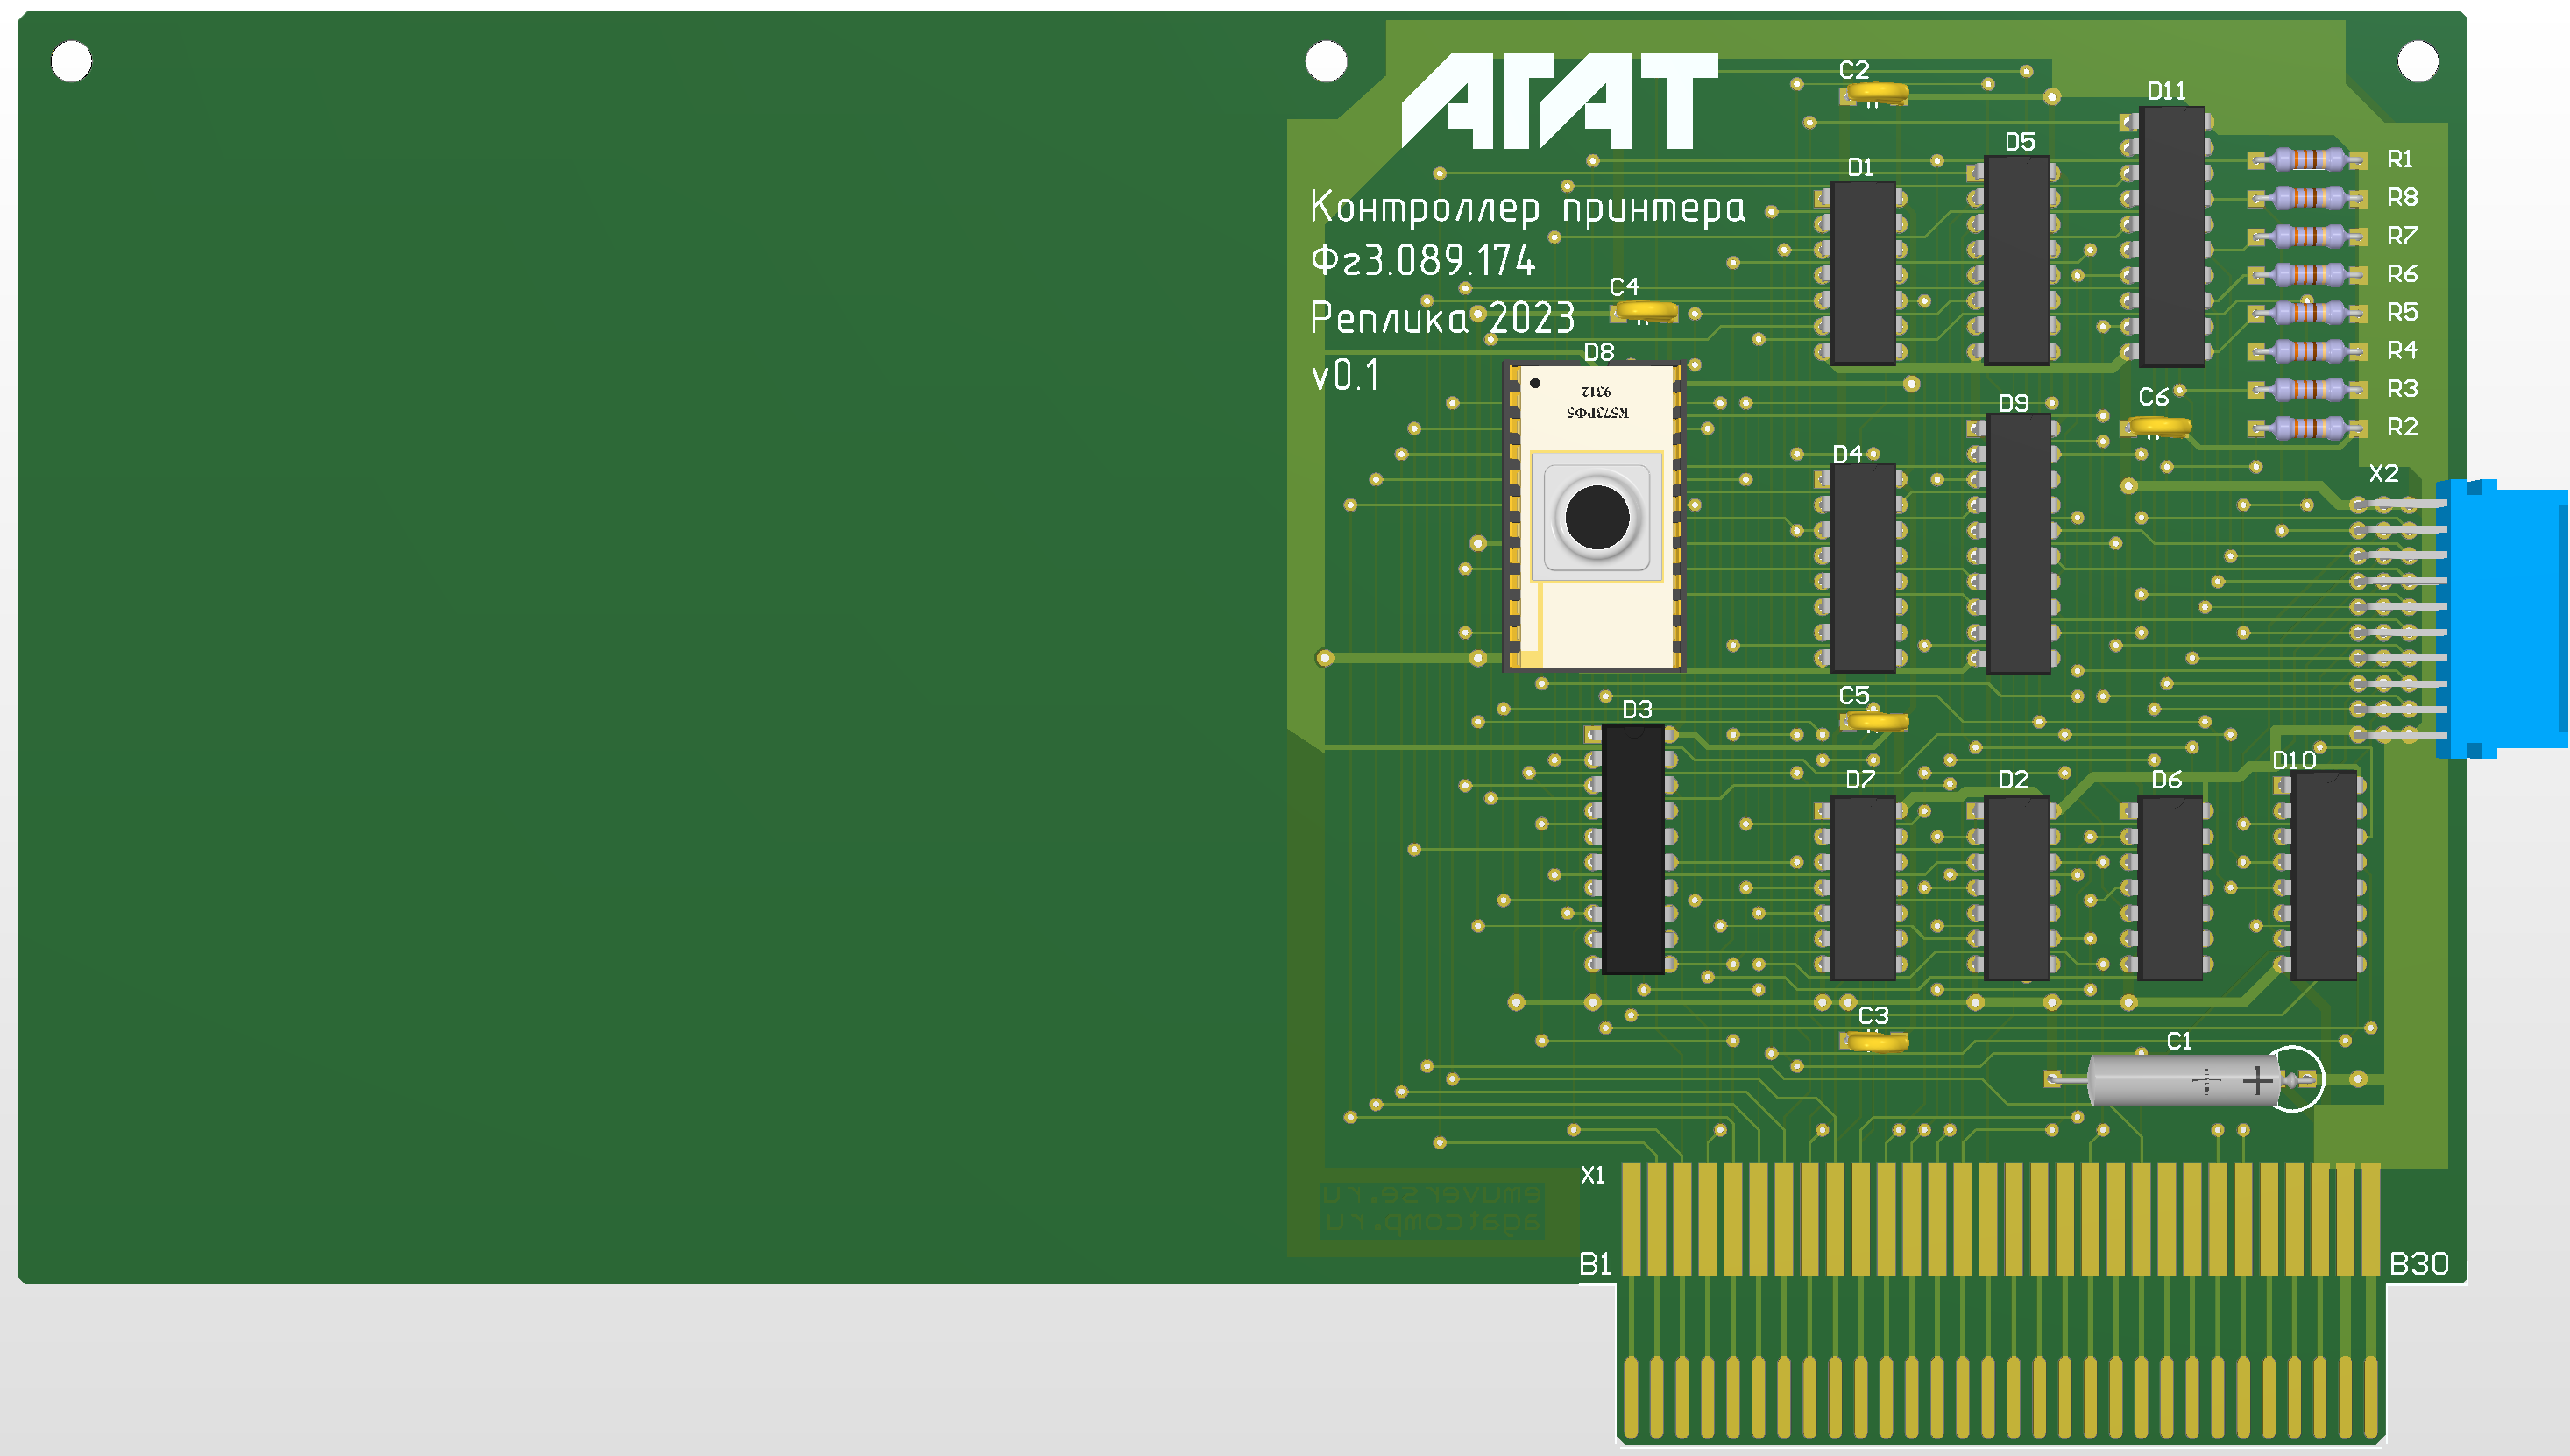 АГАТ
Контроллер принтера
Фг3.089.174
Реплика 2023
v0.1
C2
D11
D5
D1
R1
R8
R7
R6
R5
R4
R3
R2
C4
D8
9312
К573РФ5
D9
C6
D4
X2
C5
D3
D10
D7
D2
D6
C3
C1
X1
emuverse.ru
agatcomp.ru
B1
B30